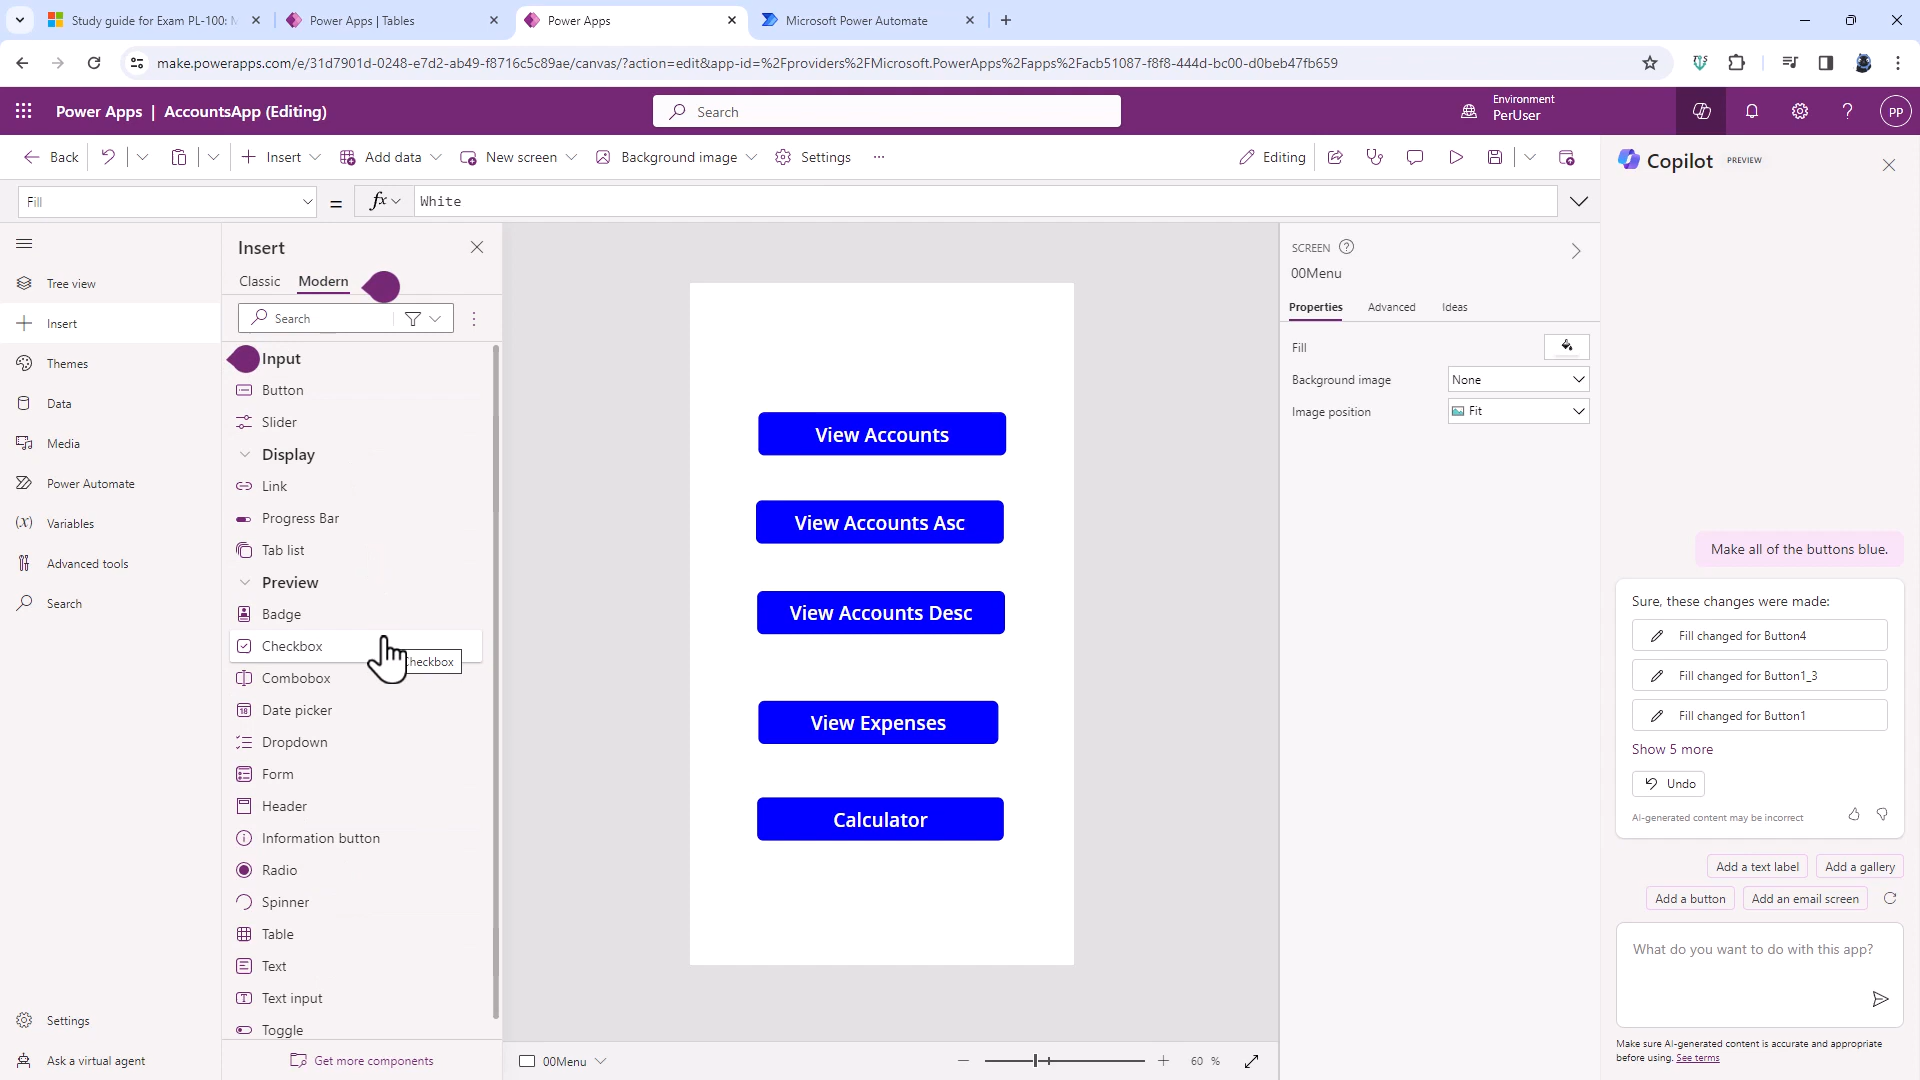 Study guide for Exam PL-100: M
Power Apps | Tables
Power Apps
Microsoft Power Automate
make.powerapps.com/e/31d7901d-0248-e7d2-ab49-f8716c5c89ae/canvas/?action=edit&app-id=%2Fproviders%2FMicrosoft.PowerApps%2Fapps%2Facb51087-f8f8-444d-bc00-d0beb47fb659
Power Apps | AccountsApp (Editing)
Search
Environment
PerUser
PP
Back
Insert
Add data
New screen
Background image
Settings
Editing
Fill
=
fx
White
Tree view
Insert
Themes
Data
Media
Power Automate
Variables
Advanced tools
Search
Settings
Ask a virtual agent
Insert
Classic
Modern
Search
Input
Button
Slider
Display
Link
Progress Bar
Tab list
Preview
Badge
Checkbox
Checkbox
Combobox
Date picker
Dropdown
Form
Header
Information button
Radio
Spinner
Table
Text
Text input
Toggle
Get more components
View Accounts
View Accounts Asc
View Accounts Desc
View Expenses
Calculator
00Menu
60 %
SCREEN
00Menu
Properties
Advanced
Ideas
Fill
Background image
None
Image position
Fit
Copilot PREVIEW
Make all of the buttons blue.
Sure, these changes were made:
Fill changed for Button4
Fill changed for Button1_3
Fill changed for Button1
Show 5 more
Undo
AI-generated content may be incorrect
Add a text label
Add a gallery
Add a button
Add an email screen
What do you want to do with this app?
Make sure AI-generated content is accurate and appropriate
before using. See terms